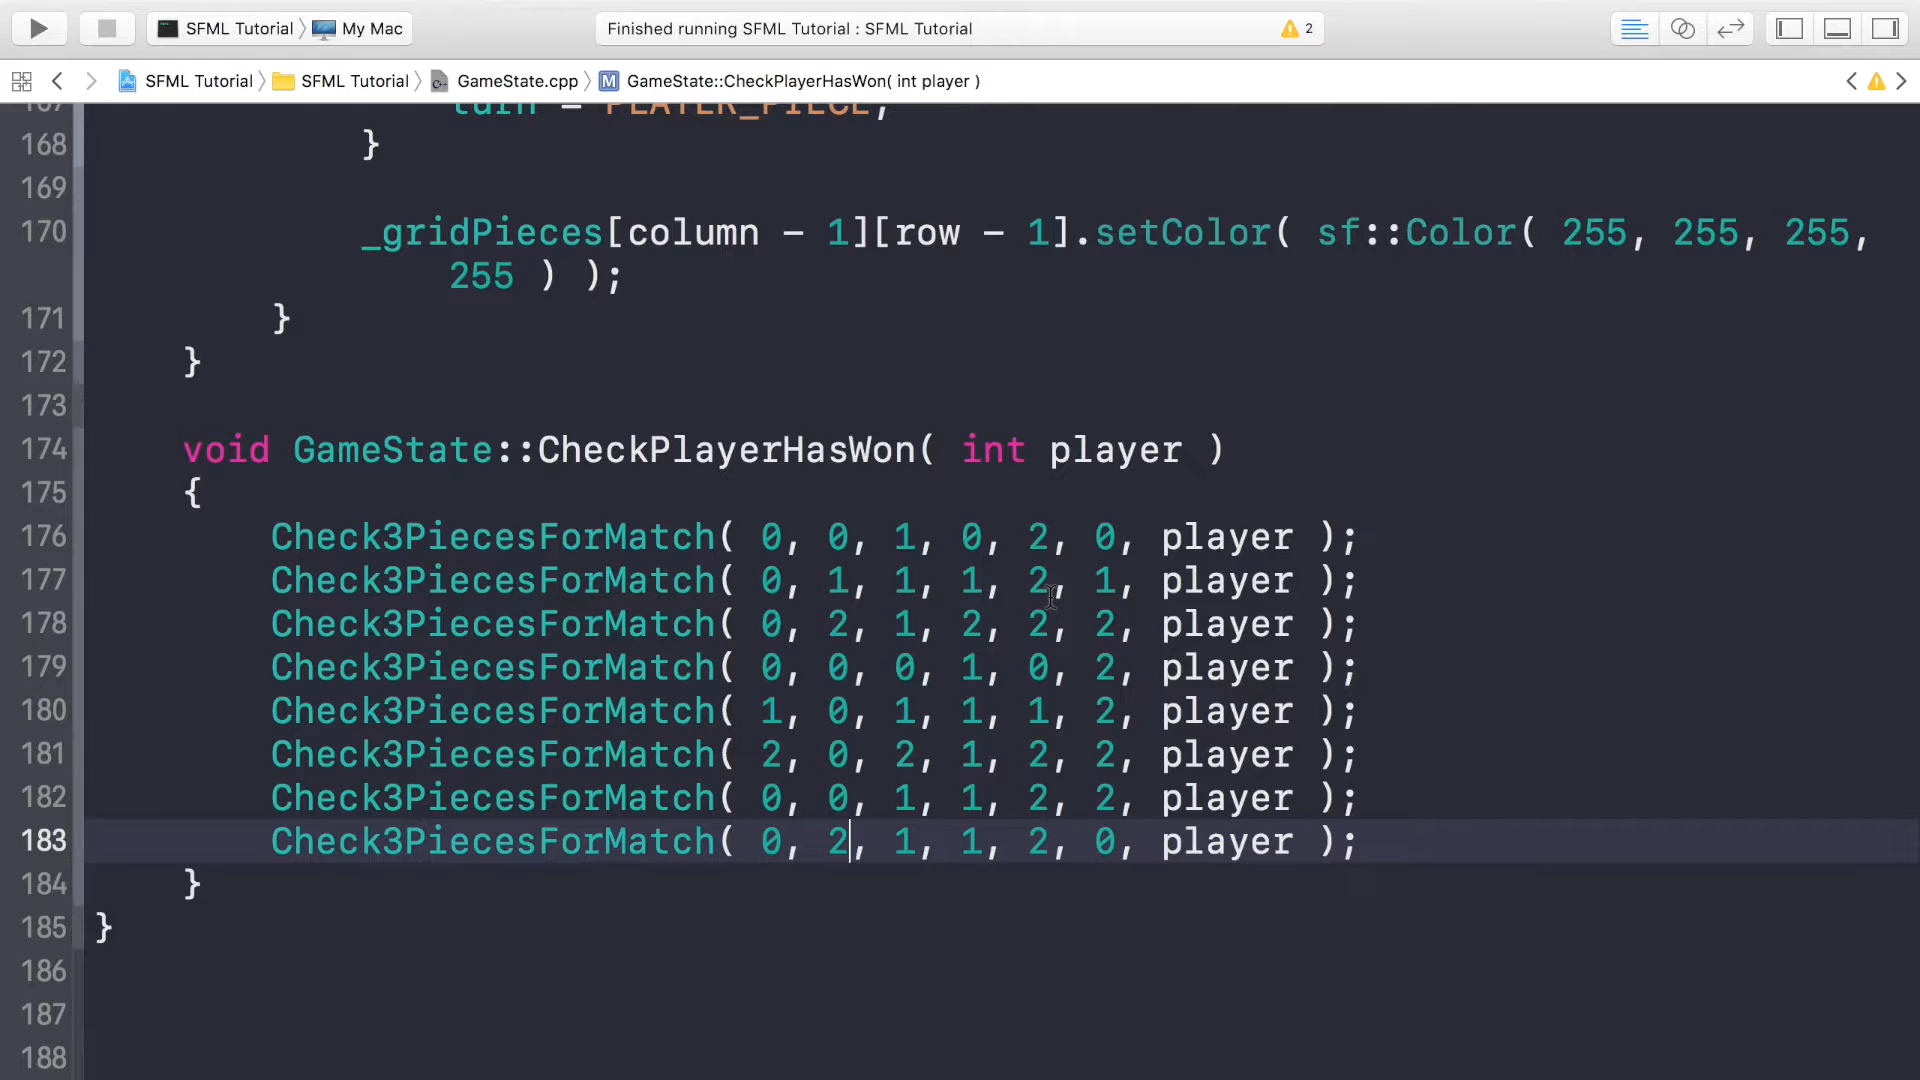 SFML Tutorial My Mac
Finished running SFML Tutorial : SFML Tutorial
2
SFML Tutorial SFML Tutorial GameState.cpp M GameState::CheckPlayerHasWon( int player )
167 turn = PLAYER_PIECE;
168 }
169
170 _gridPieces[column - 1][row - 1].setColor( sf::Color( 255, 255, 255,
255 ) );
171 }
172 }
173
174 void GameState::CheckPlayerHasWon( int player )
175 {
176 Check3PiecesForMatch( 0, 0, 1, 0, 2, 0, player );
177 Check3PiecesForMatch( 0, 1, 1, 1, 2, 1, player );
178 Check3PiecesForMatch( 0, 2, 1, 2, 2, 2, player );
179 Check3PiecesForMatch( 0, 0, 0, 1, 0, 2, player );
180 Check3PiecesForMatch( 1, 0, 1, 1, 1, 2, player );
181 Check3PiecesForMatch( 2, 0, 2, 1, 2, 2, player );
182 Check3PiecesForMatch( 0, 0, 1, 1, 2, 2, player );
183 Check3PiecesForMatch( 0, 2, 1, 1, 2, 0, player );
184 }
185 }
186
187
188